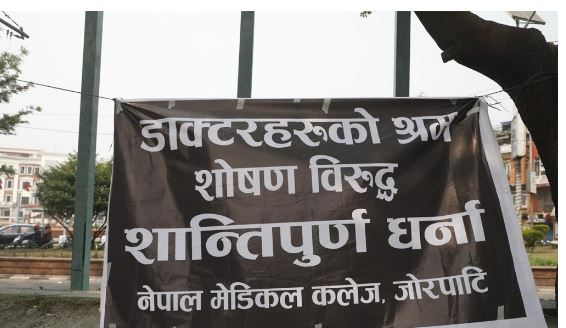 डाक्टरहरूको श्रम
शोषण विरुद्ध
शान्तिपुर्ण धर्ना
नेपाल मेडिकल कलेज, जोरपाटि